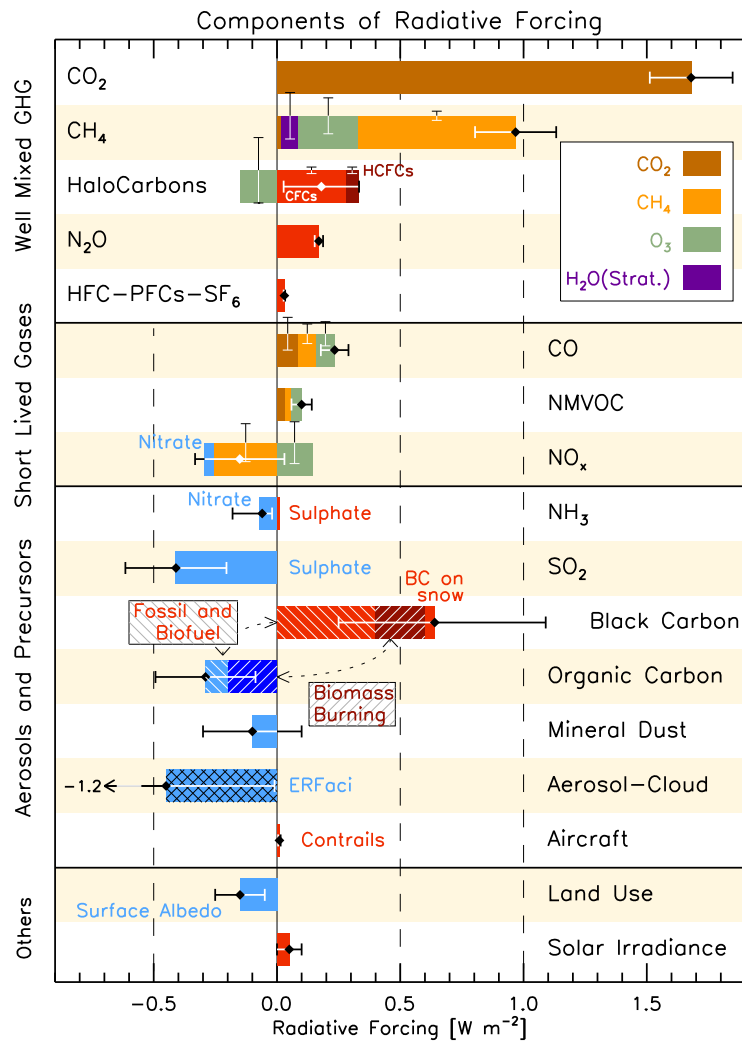 Components of Radiative Forcing
Well Mixed GHG
CO₂
CH₄
HaloCarbons
CFCs
HCFCs
N₂O
HFC−PFCs−SF₆
CO₂
CH₄
O₃
H₂O(Strat.)
Short Lived Gases
CO
NMVOC
Nitrate
NOₓ
Aerosols and Precursors
Nitrate
Sulphate
NH₃
Sulphate
SO₂
BC on
snow
Fossil and
Biofuel
Black Carbon
Organic Carbon
Biomass
Burning
Mineral Dust
−1.2
ERFaci
Aerosol−Cloud
Contrails
Aircraft
Others
Land Use
Surface Albedo
Solar Irradiance
−0.5 0.0 0.5 1.0 1.5
Radiative Forcing [W m⁻²]